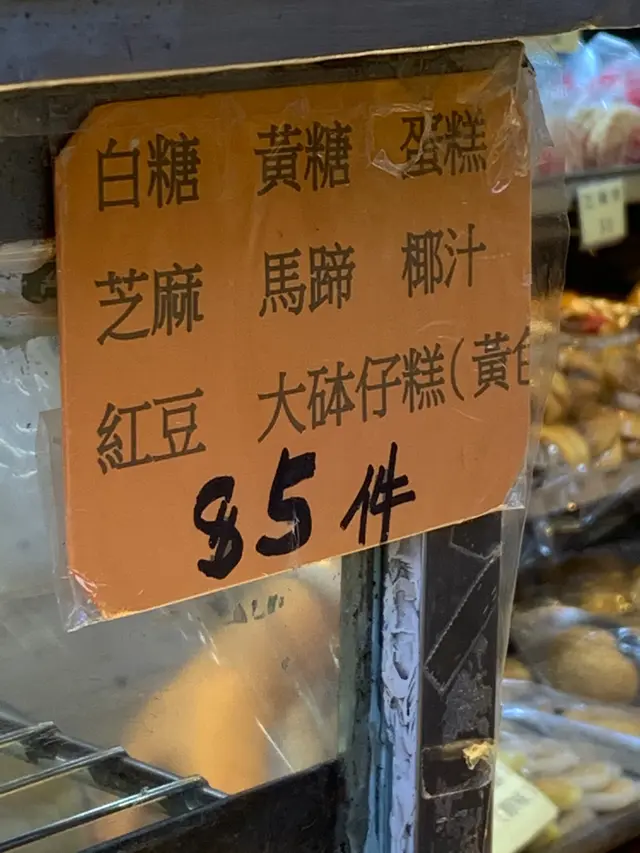 白糖 黃糖 蛋糕
芝麻 馬蹄 椰汁
紅豆 大砵仔糕(黃白
$5件